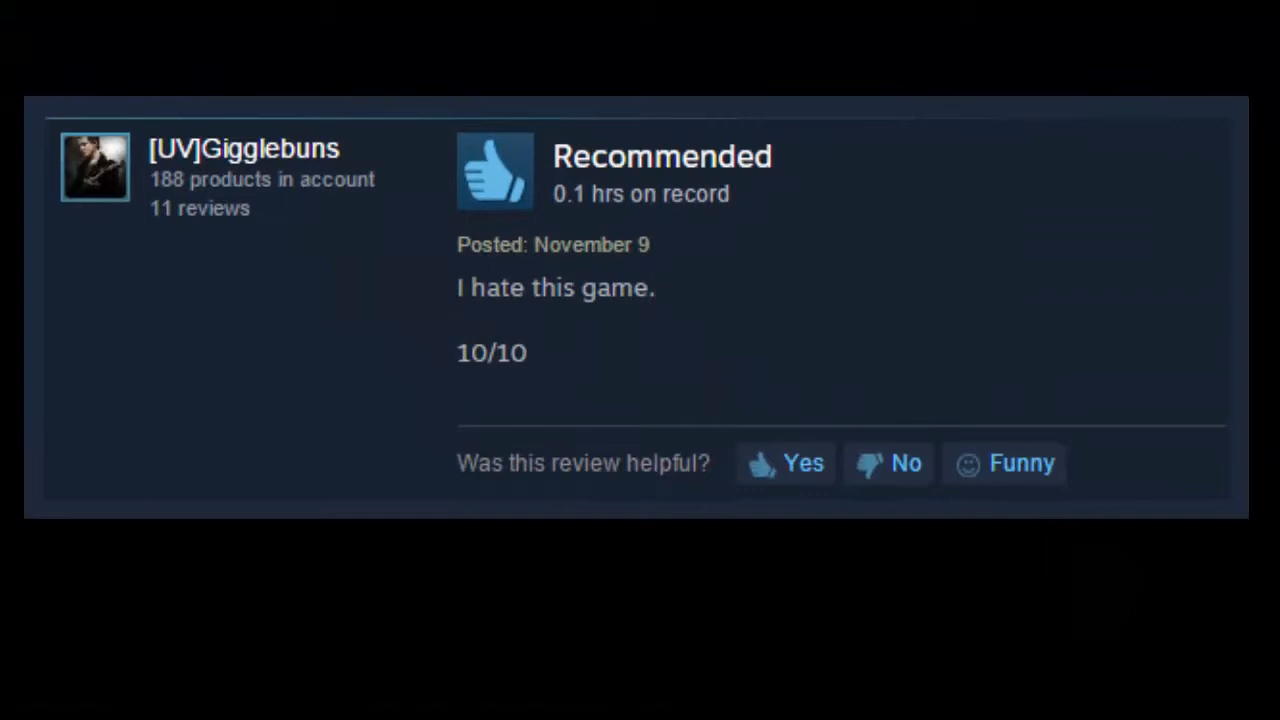 [UV]Gigglebuns
188 products in account
11 reviews
Recommended
0.1 hrs on record
Posted: November 9
I hate this game.
10/10
Was this review helpful? Yes No Funny